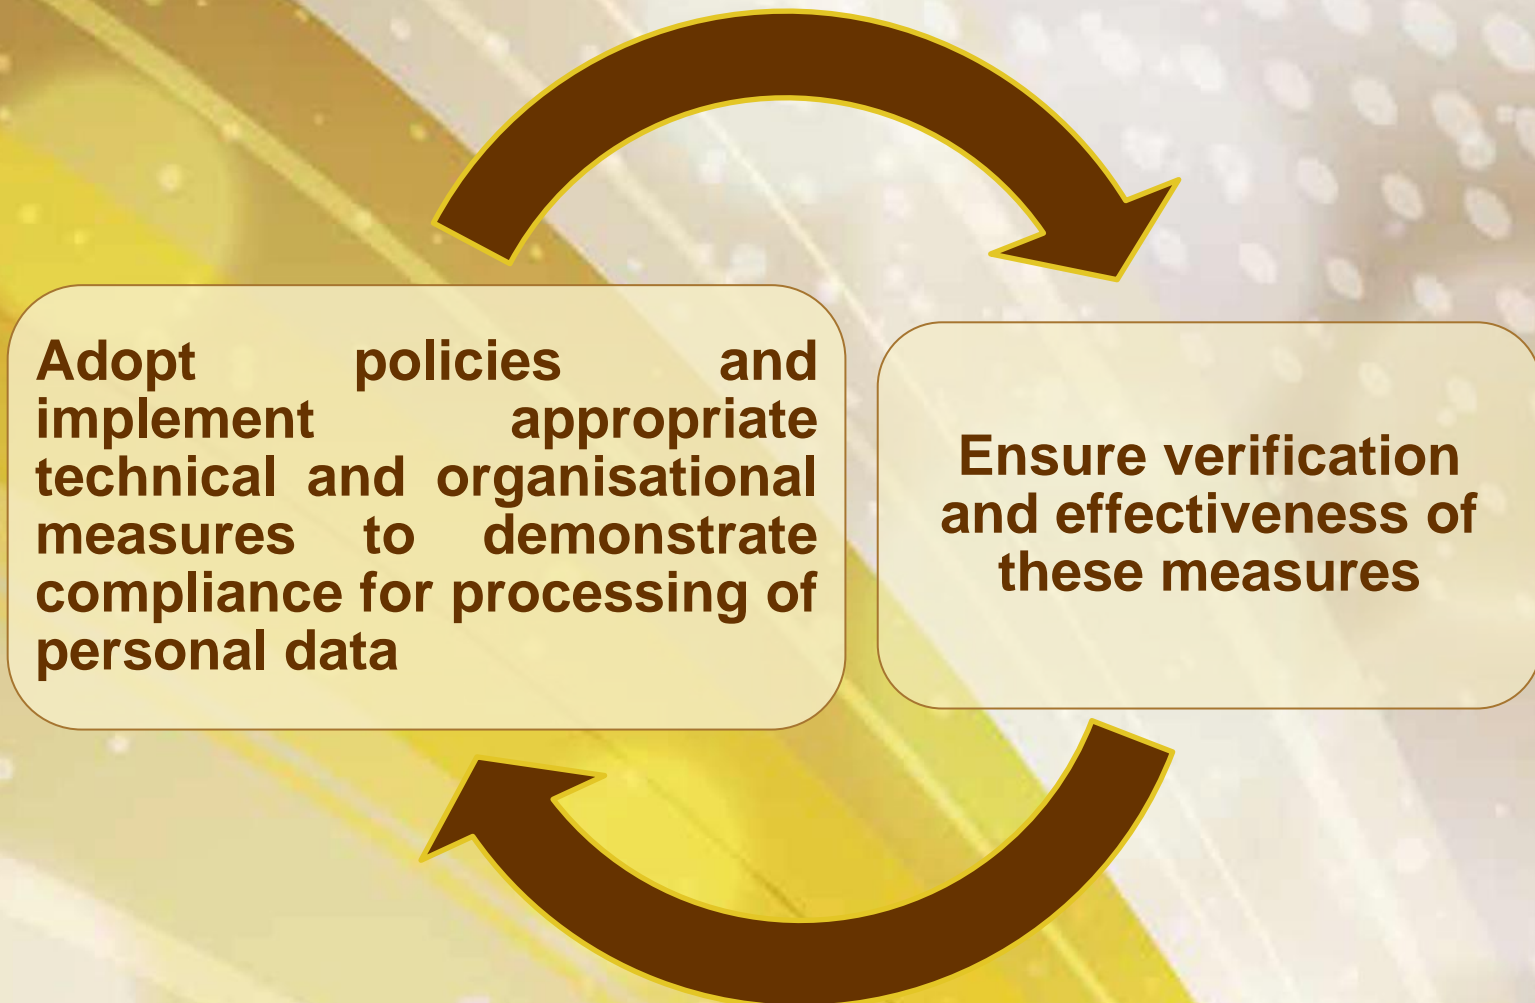 Adopt policies and
implement appropriate
technical and organisational
measures to demonstrate
compliance for processing of
personal data
Ensure verification
and effectiveness of
these measures